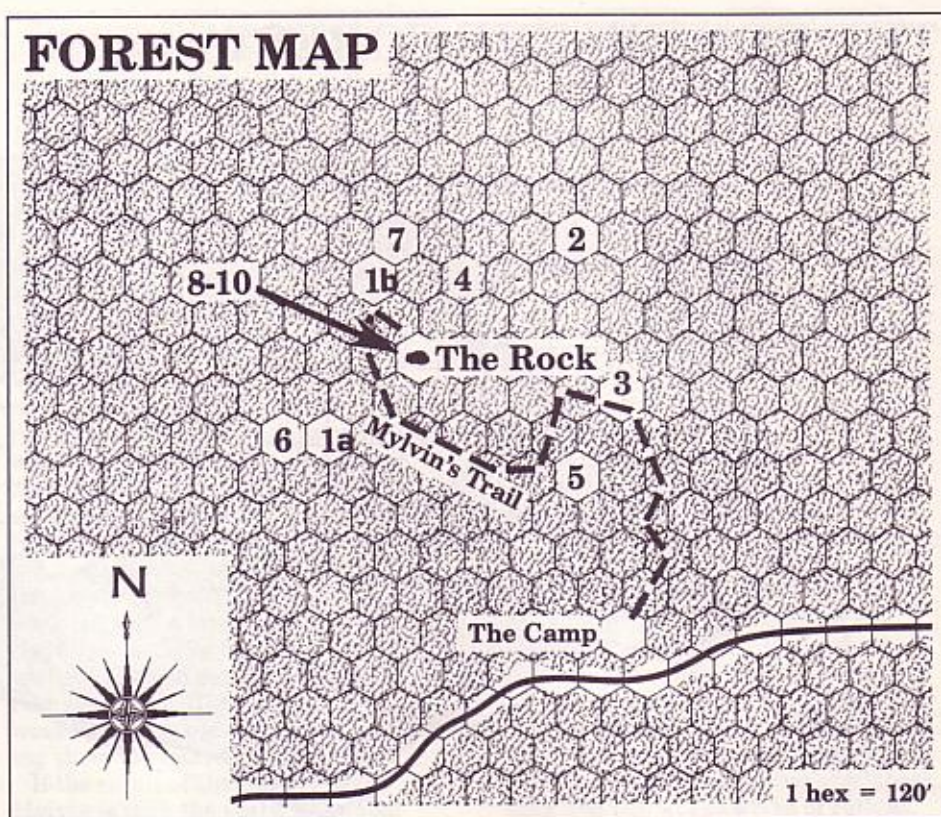 FOREST MAP
7
2
8-10
1b
4
The Rock
3
6
1a
Mylvin's Trail
5
N
The Camp
1 hex = 120'